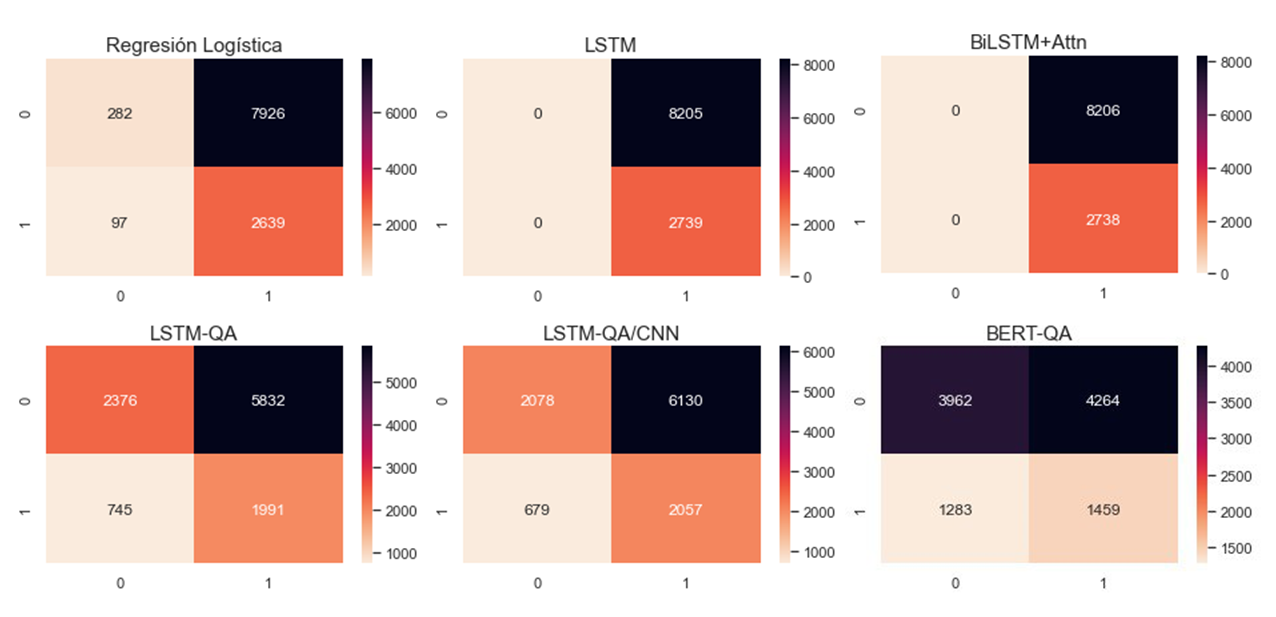 Regresión Logística
0 282 7926
1 97 2639
0 1
6000
4000
2000
LSTM
0 0 8205
1 0 2739
0 1
8000
6000
4000
2000
0
BiLSTM+Attn
0 0 8206
1 0 2738
0 1
8000
6000
4000
2000
0
LSTM-QA
0 2376 5832
1 745 1991
0 1
5000
4000
3000
2000
1000
LSTM-QA/CNN
0 2078 6130
1 679 2057
0 1
6000
5000
4000
3000
2000
1000
BERT-QA
0 3962 4264
1 1283 1459
0 1
4000
3500
3000
2500
2000
1500